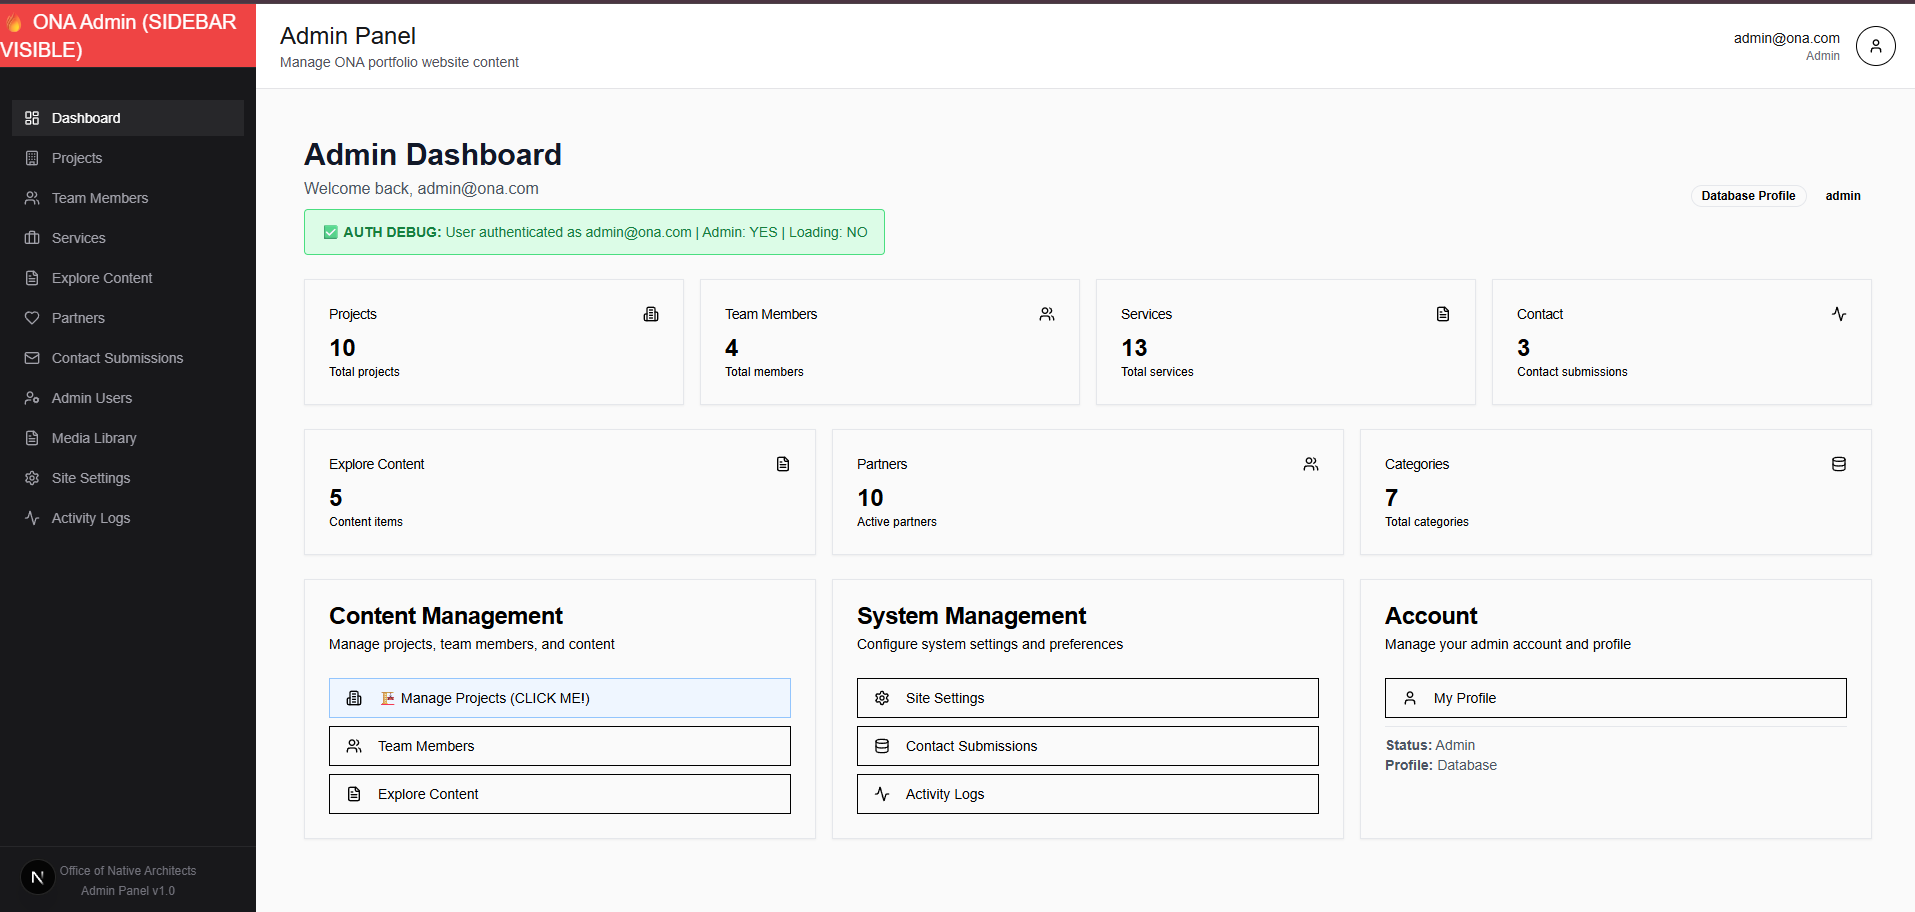 🔥 ONA Admin (SIDEBAR
VISIBLE)
Dashboard
Projects
Team Members
Services
Explore Content
Partners
Contact Submissions
Admin Users
Media Library
Site Settings
Activity Logs
N
Office of Native Architects
Admin Panel v1.0
Admin Panel
Manage ONA portfolio website content
admin@ona.com
Admin
Admin Dashboard
Welcome back, admin@ona.com
Database Profile admin
✅ AUTH DEBUG: User authenticated as admin@ona.com | Admin: YES | Loading: NO
Projects
10
Total projects
Team Members
4
Total members
Services
13
Total services
Contact
3
Contact submissions
Explore Content
5
Content items
Partners
10
Active partners
Categories
7
Total categories
Content Management
Manage projects, team members, and content
🏗️ Manage Projects (CLICK ME!)
Team Members
Explore Content
System Management
Configure system settings and preferences
Site Settings
Contact Submissions
Activity Logs
Account
Manage your admin account and profile
My Profile
Status: Admin
Profile: Database